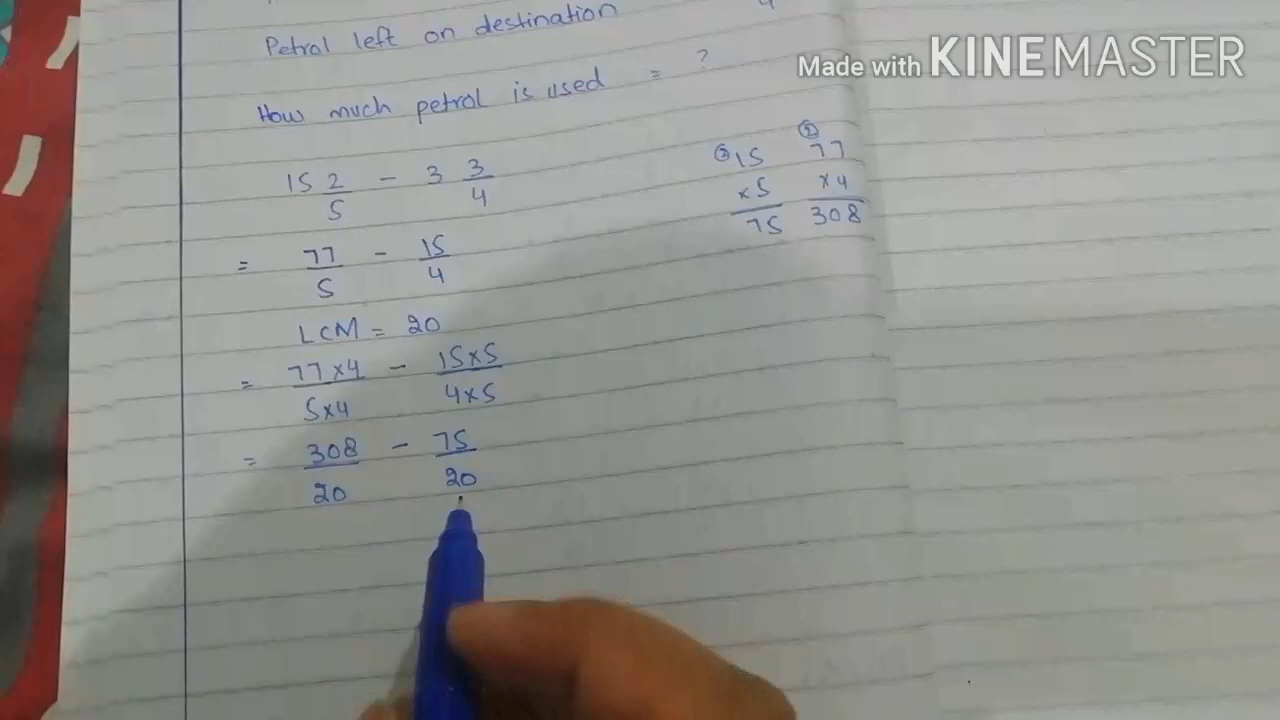 Petrol left on destination 4
Made with KINEMASTER
How much petrol is used = ?
15 2/5 - 3 3/4
= 77/5 - 15/4
LCM = 20
= 77×4/5×4 - 15×5/4×5
= 308/20 - 75/20
② 15
×5
75
② 77
×4
308